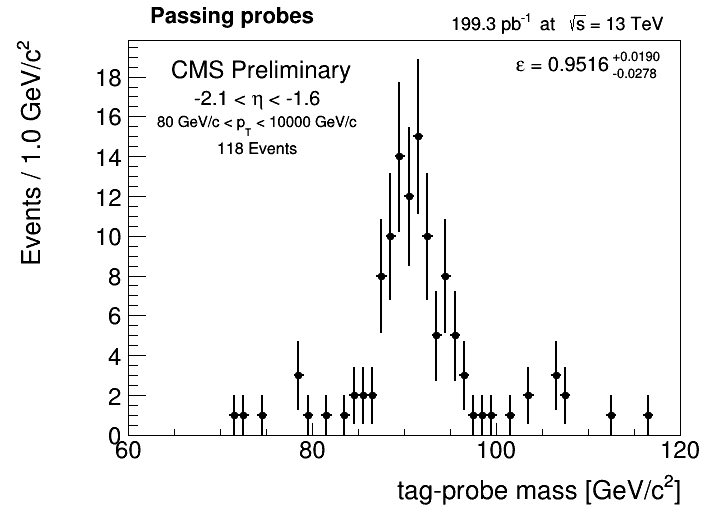 Passing probes
199.3 pb⁻¹ at √s = 13 TeV
CMS Preliminary
-2.1 < η < -1.6
80 GeV/c < p_T < 10000 GeV/c
118 Events
ε = 0.9516 +0.0190 -0.0278
Events / 1.0 GeV/c²
18
16
14
12
10
8
6
4
2
0
60 80 100 120
tag-probe mass [GeV/c²]